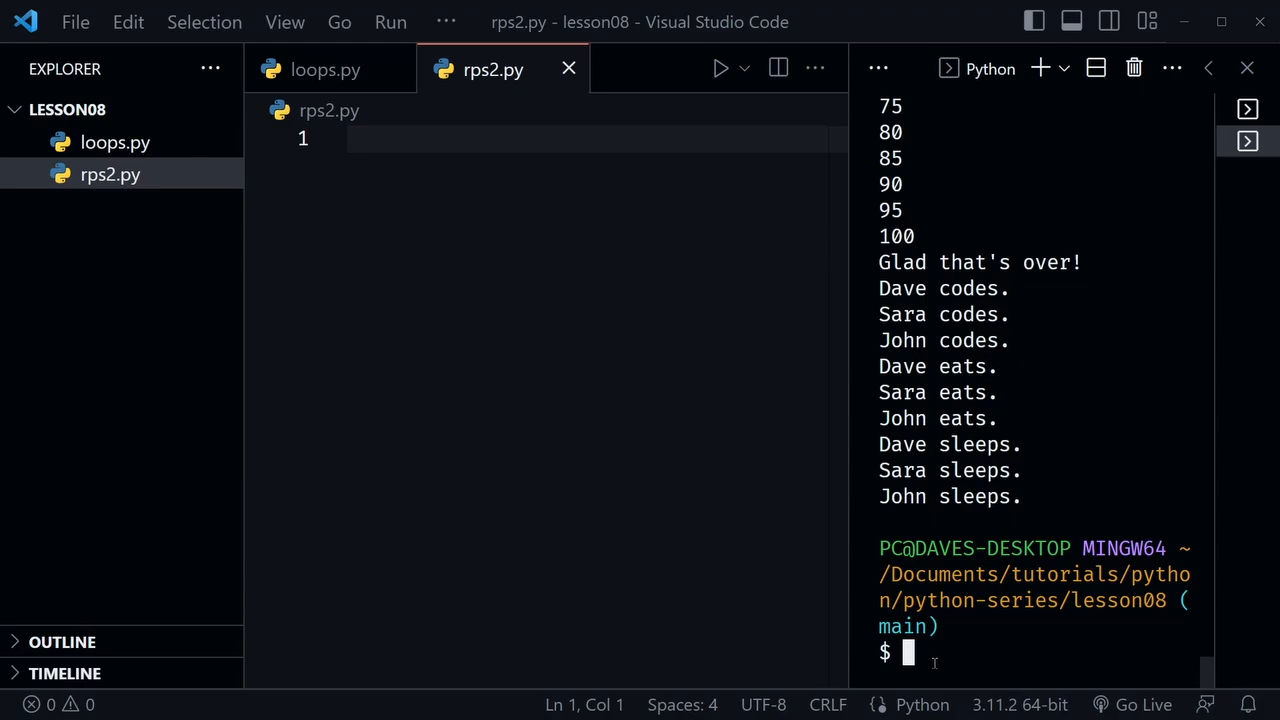 File Edit Selection View Go Run ··· rps2.py - lesson08 - Visual Studio Code
EXPLORER ···
LESSON08
loops.py
rps2.py
OUTLINE
TIMELINE
loops.py rps2.py ···
rps2.py
1
··· Python ···
75
80
85
90
95
100
Glad that's over!
Dave codes.
Sara codes.
John codes.
Dave eats.
Sara eats.
John eats.
Dave sleeps.
Sara sleeps.
John sleeps.
PC@DAVES-DESKTOP MINGW64 ~
/Documents/tutorials/pytho
n/python-series/lesson08 (
main)
$
0 0 Ln 1, Col 1 Spaces: 4 UTF-8 CRLF Python 3.11.2 64-bit Go Live